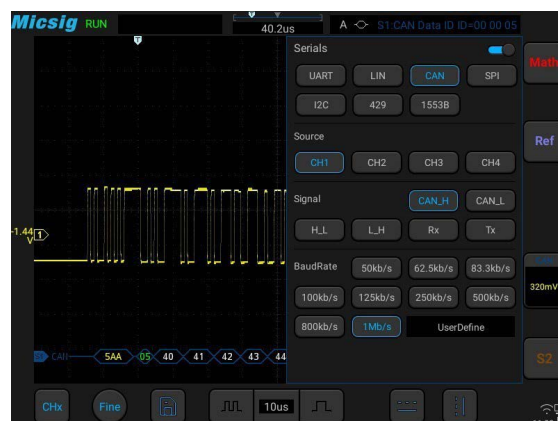 Micsig RUN 40.2us A S1:CAN Data ID ID=00 00 05
Serials
UART LIN CAN SPI
Math
I2C 429 1553B
Source
Ref
CH1 CH2 CH3 CH4
Signal CAN_H CAN_L
-1.44
V
1
H_L L_H Rx Tx
BaudRate 50kb/s 62.5kb/s 83.3kb/s
320mV
100kb/s 125kb/s 250kb/s 500kb/s
800kb/s 1Mb/s UserDefine
CAN 5AA 05 40 41 42 43 44
S2
CHx Fine 10us